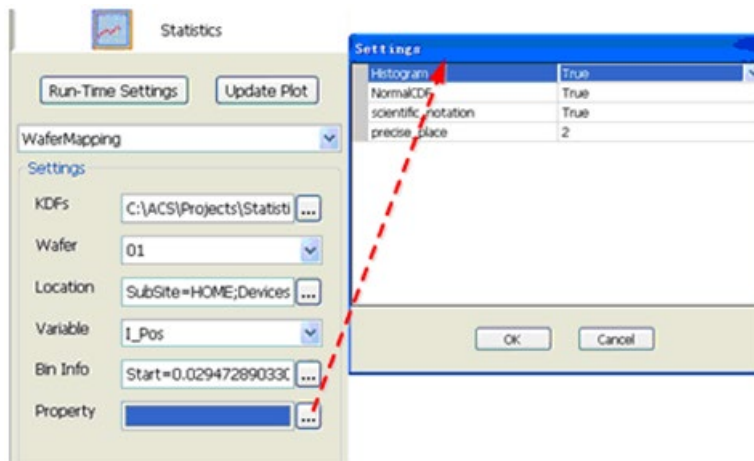 Statistics
Run-Time Settings
Update Plot
WaferMapping
Settings
KDFs
C:\ACS\Projects\Statisti
...
Wafer
01
Location
SubSite=HOME;Devices
...
Variable
I_Pos
Bin Info
Start=0.02947289033(
...
Property
...
Settings
Histogram True
NormalCDF True
scientific_notation True
precise_place 2
OK
Cancel